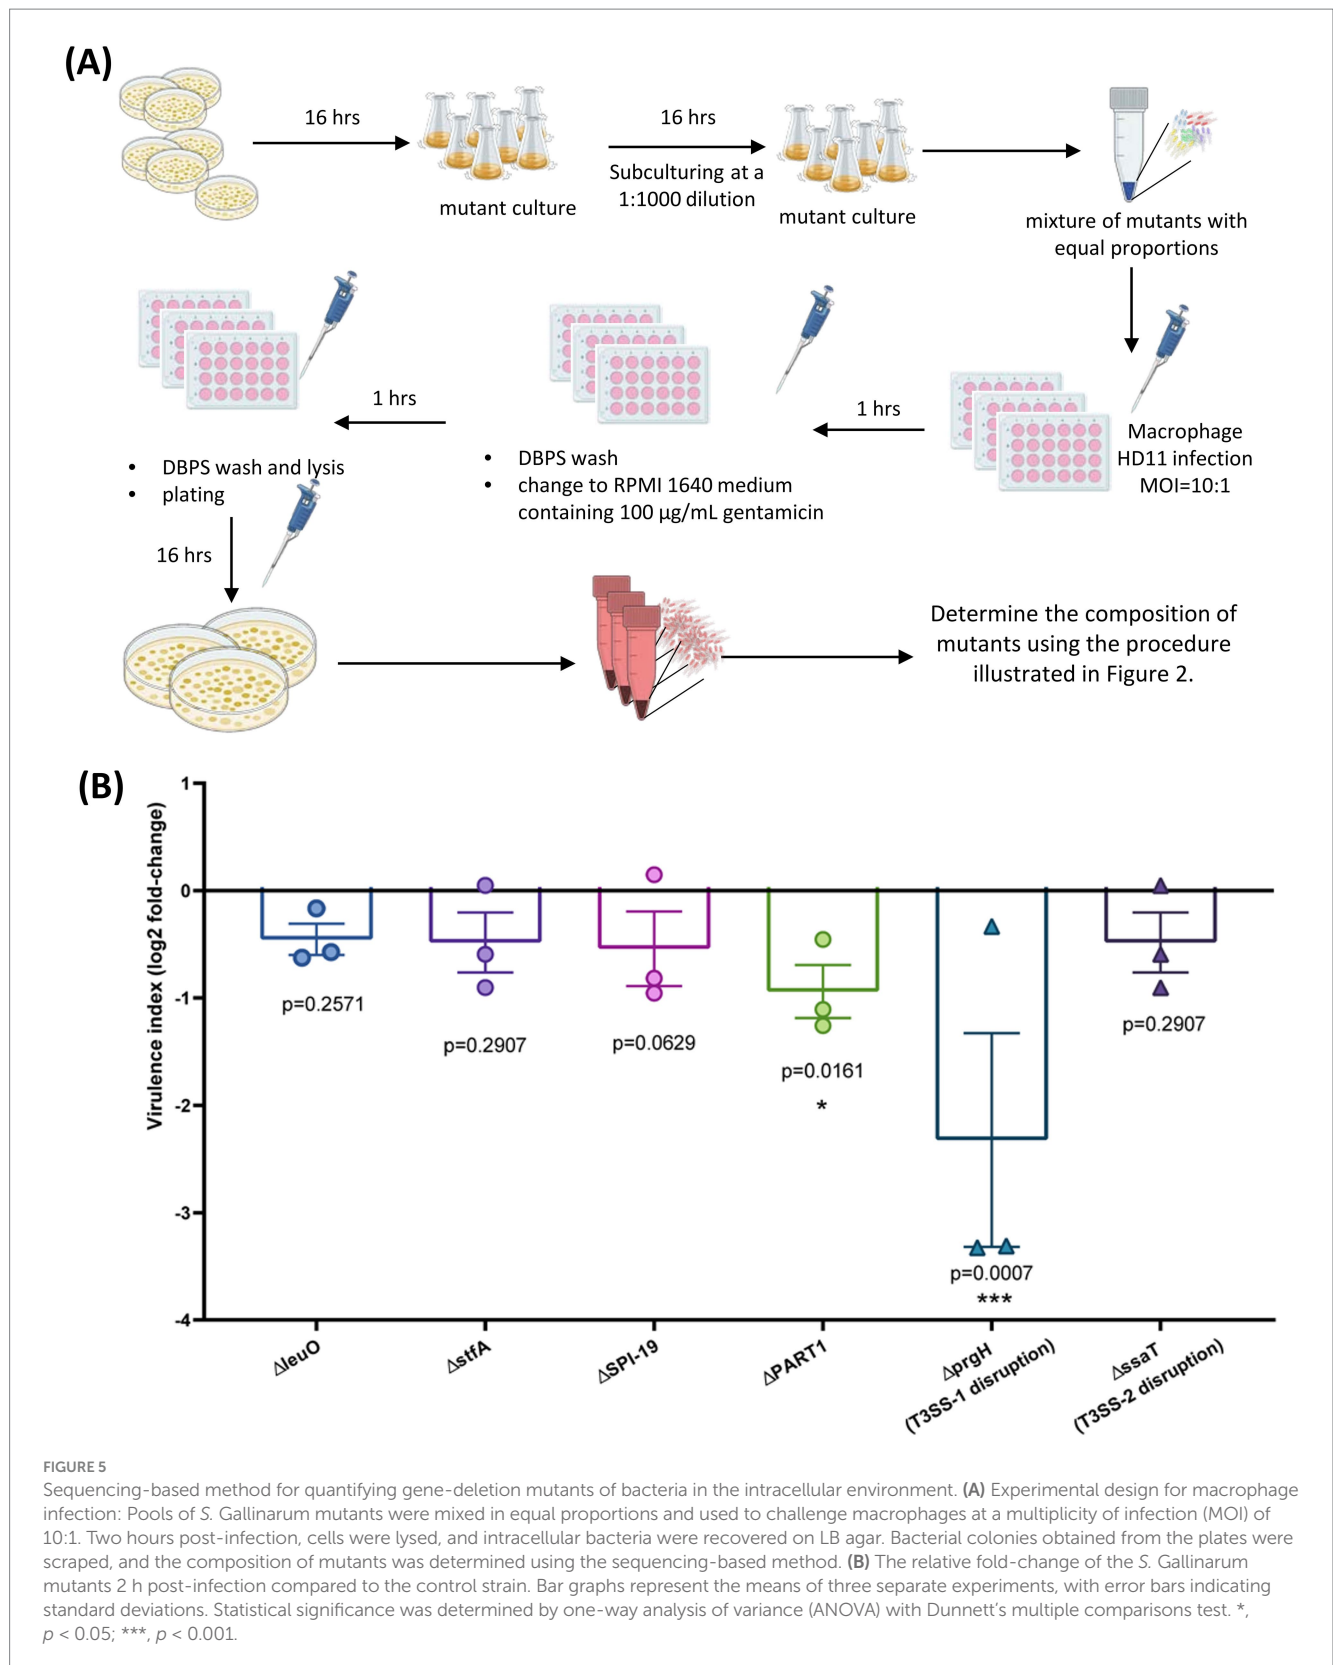 (A)
16 hrs
mutant culture
16 hrs
Subculturing at a
1:1000 dilution
mutant culture
mixture of mutants with
equal proportions
Macrophage
HD11 infection
MOI=10:1
1 hrs
• DBPS wash
• change to RPMI 1640 medium
containing 100 µg/mL gentamicin
1 hrs
• DBPS wash and lysis
• plating
16 hrs
Determine the composition of
mutants using the procedure
illustrated in Figure 2.
(B)
Virulence index (log2 fold-change)
1
0
-1
-2
-3
-4
p=0.2571
p=0.2907
p=0.0629
p=0.0161
*
p=0.0007
***
p=0.2907
ΔleuO
ΔstfA
ΔSPI-19
ΔPART1
ΔprgH
(T3SS-1 disruption)
ΔssaT
(T3SS-2 disruption)
FIGURE 5
Sequencing-based method for quantifying gene-deletion mutants of bacteria in the intracellular environment. (A) Experimental design for macrophage
infection: Pools of S. Gallinarum mutants were mixed in equal proportions and used to challenge macrophages at a multiplicity of infection (MOI) of
10:1. Two hours post-infection, cells were lysed, and intracellular bacteria were recovered on LB agar. Bacterial colonies obtained from the plates were
scraped, and the composition of mutants was determined using the sequencing-based method. (B) The relative fold-change of the S. Gallinarum
mutants 2 h post-infection compared to the control strain. Bar graphs represent the means of three separate experiments, with error bars indicating
standard deviations. Statistical significance was determined by one-way analysis of variance (ANOVA) with Dunnett's multiple comparisons test. *,
p < 0.05; ***, p < 0.001.